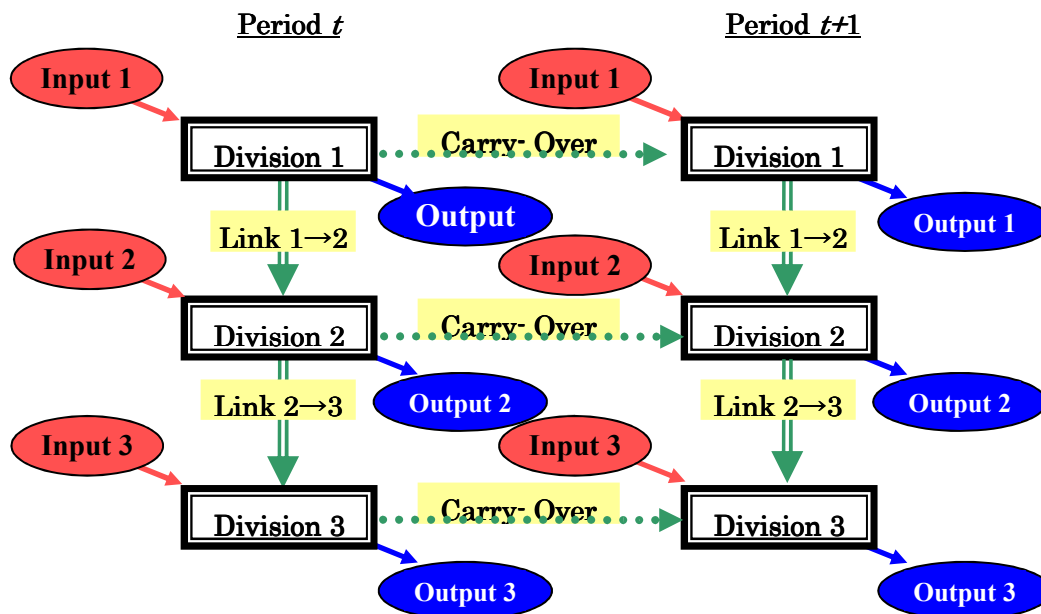 Period t
Period t+1
Input 1
Input 1
Division 1
Carry- Over
Division 1
Output
Output 1
Link 1→2
Link 1→2
Input 2
Input 2
Division 2
Carry- Over
Division 2
Output 2
Output 2
Link 2→3
Link 2→3
Input 3
Input 3
Division 3
Carry- Over
Division 3
Output 3
Output 3